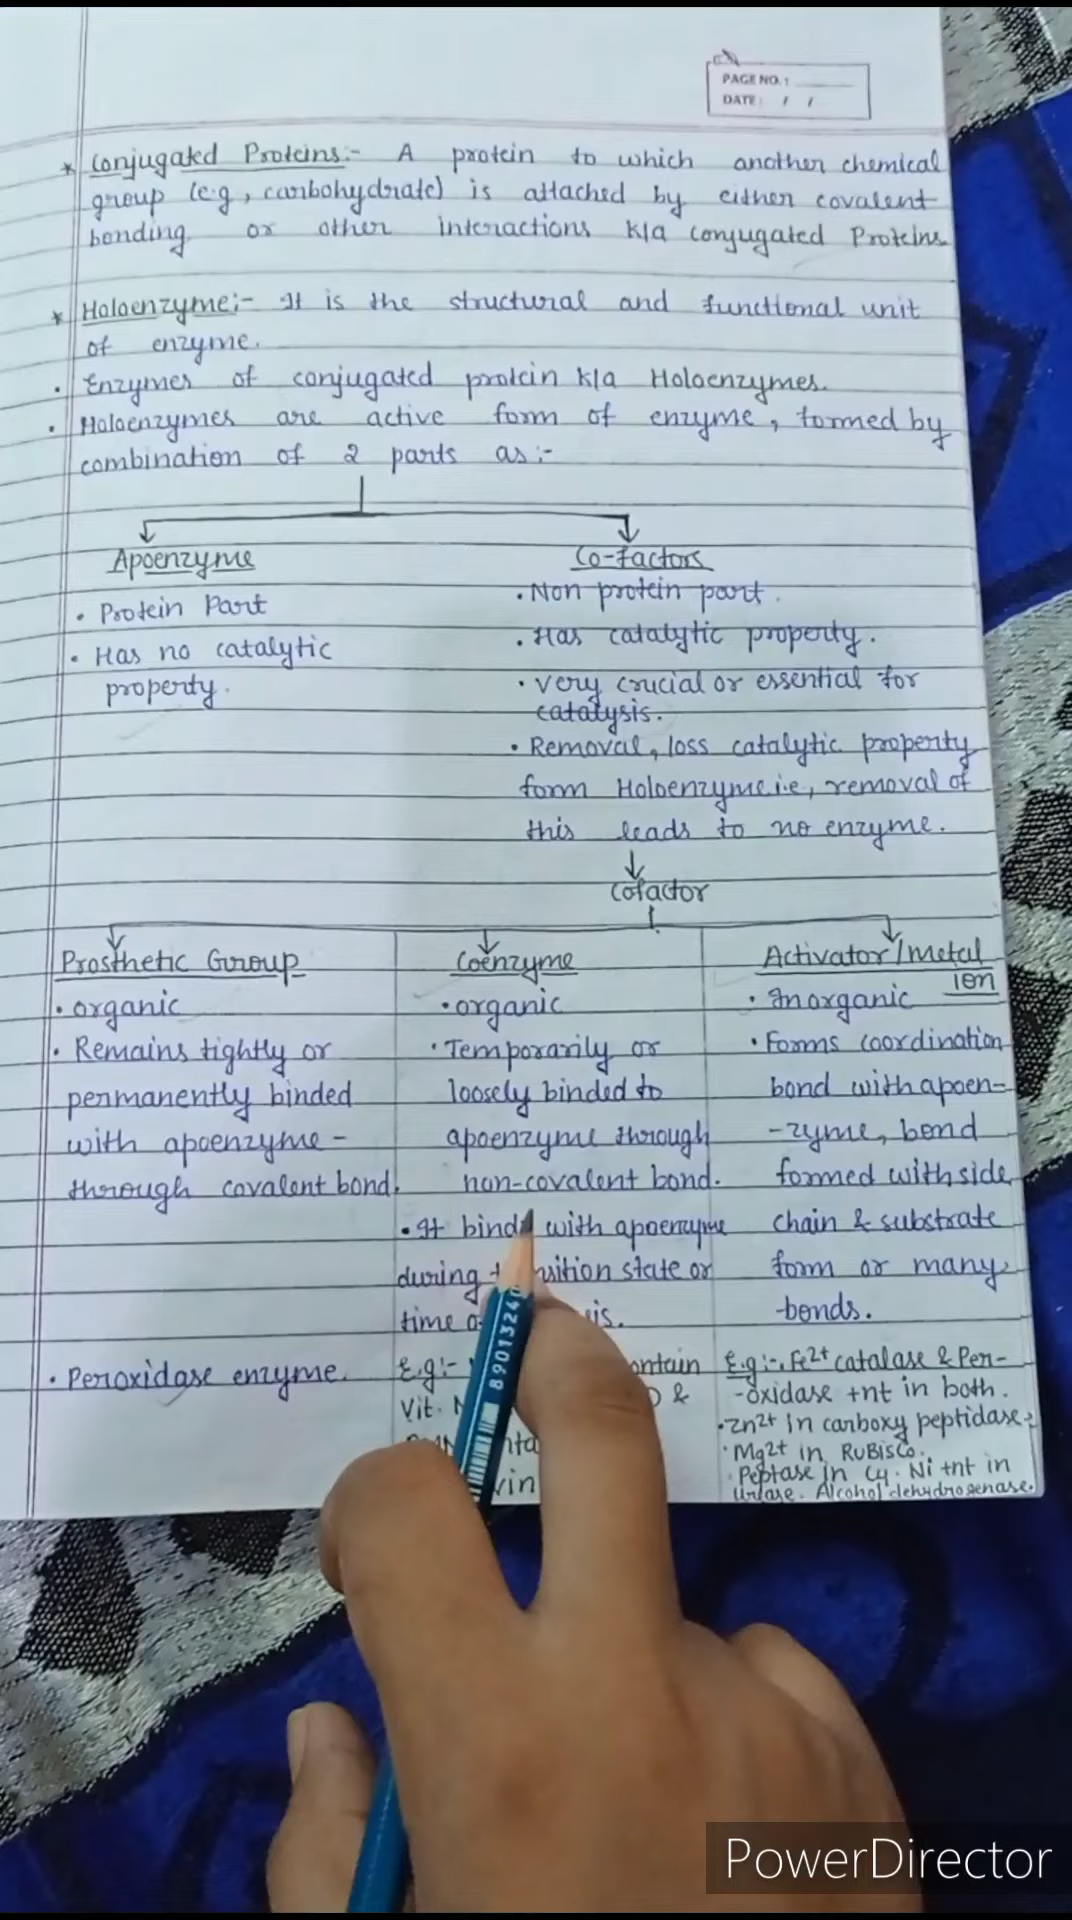 PAGE NO.:
DATE: / /
* Conjugated Proteins:- A protein to which another chemical
group (e.g, carbohydrate) is attached by either covalent
bonding or other interactions k/a conjugated Proteins
* Holoenzyme:- It is the structural and functional unit
of enzyme.
• Enzymes of conjugated protein k/a Holoenzymes.
• Holoenzymes are active form of enzyme, formed by
combination of 2 parts as:-
Apoenzyme
• Protein Part
• Has no catalytic
property.
Co-factors
• Non protein part.
• Has catalytic property.
• very crucial or essential for
catalysis.
• Removal, loss catalytic property
form Holoenzyme i.e, removal of
this leads to no enzyme.
Cofactor
Prosthetic Group
• organic
• Remains tightly or
permanently binded
with apoenzyme -
through covalent bond.
• Peroxidase enzyme.
Coenzyme
• organic
• Temporarily or
loosely binded to
apoenzyme through
non-covalent bond.
• It bind with apoenzyme
during sition state or
time is.
E.g:- ontain
Vit. N &
Activator/Metal
ion
• Inorganic
• Forms coordination
bond with apoen-
-zyme, bond
formed with side
chain & substrate
form or many
bonds.
E.g:-. Fe2+ catalase & Per-
-oxidase +nt in both.
• Zn2+ in carboxy peptidase
• Mg2+ in RUBISCO.
Peptase in C4. Ni +nt in
Urease. Alcohol dehydrogenase.
89013240
PowerDirector